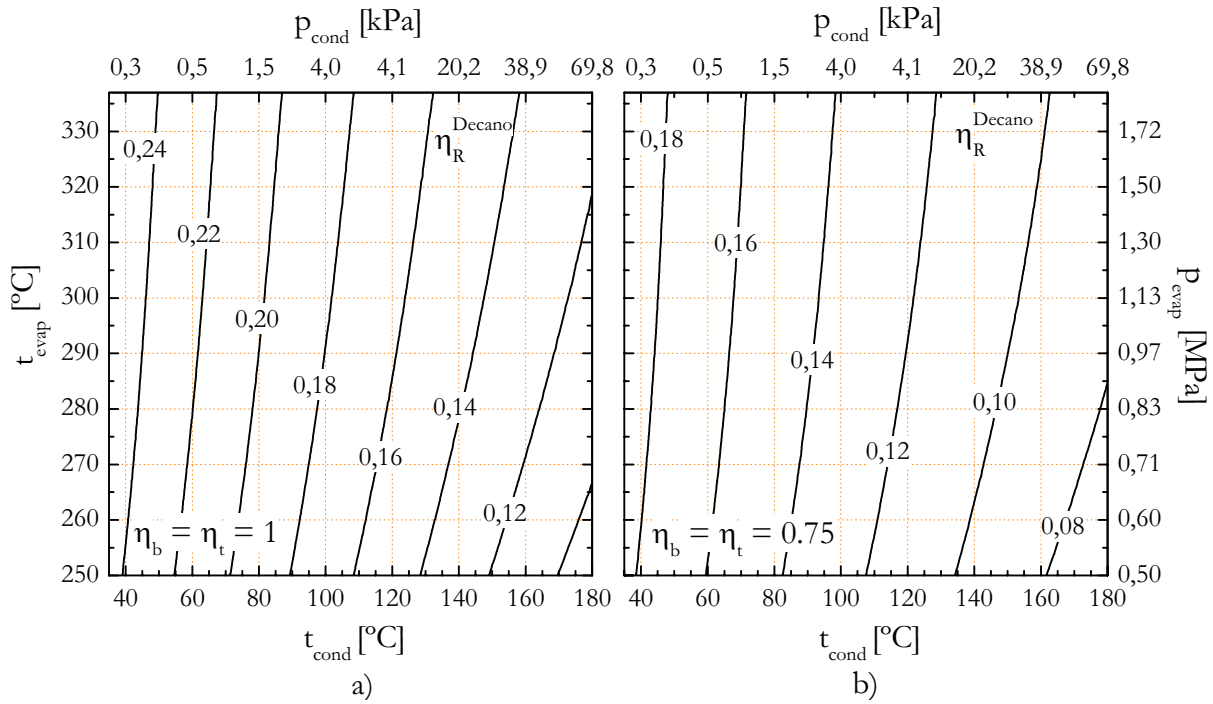 p_cond [kPa] p_cond [kPa]
0,3 0,5 1,5 4,0 4,1 20,2 38,9 69,8 0,3 0,5 1,5 4,0 4,1 20,2 38,9 69,8
330 η_R^Decano η_R^Decano 1,72
0,24 0,18
320 1,50
0,22 0,16
310 1,30
300 1,13
0,20
290 0,97
0,14
0,18
280 0,14 0,10 0,83
0,16 0,12
270 0,71
0,12
260 0,60
0,08
η_b = η_t = 1 η_b = η_t = 0.75
250 0,50
t_evap [ºC]
p_evap [MPa]
40 60 80 100 120 140 160 180 40 60 80 100 120 140 160 180
t_cond [ºC] t_cond [ºC]
a) b)